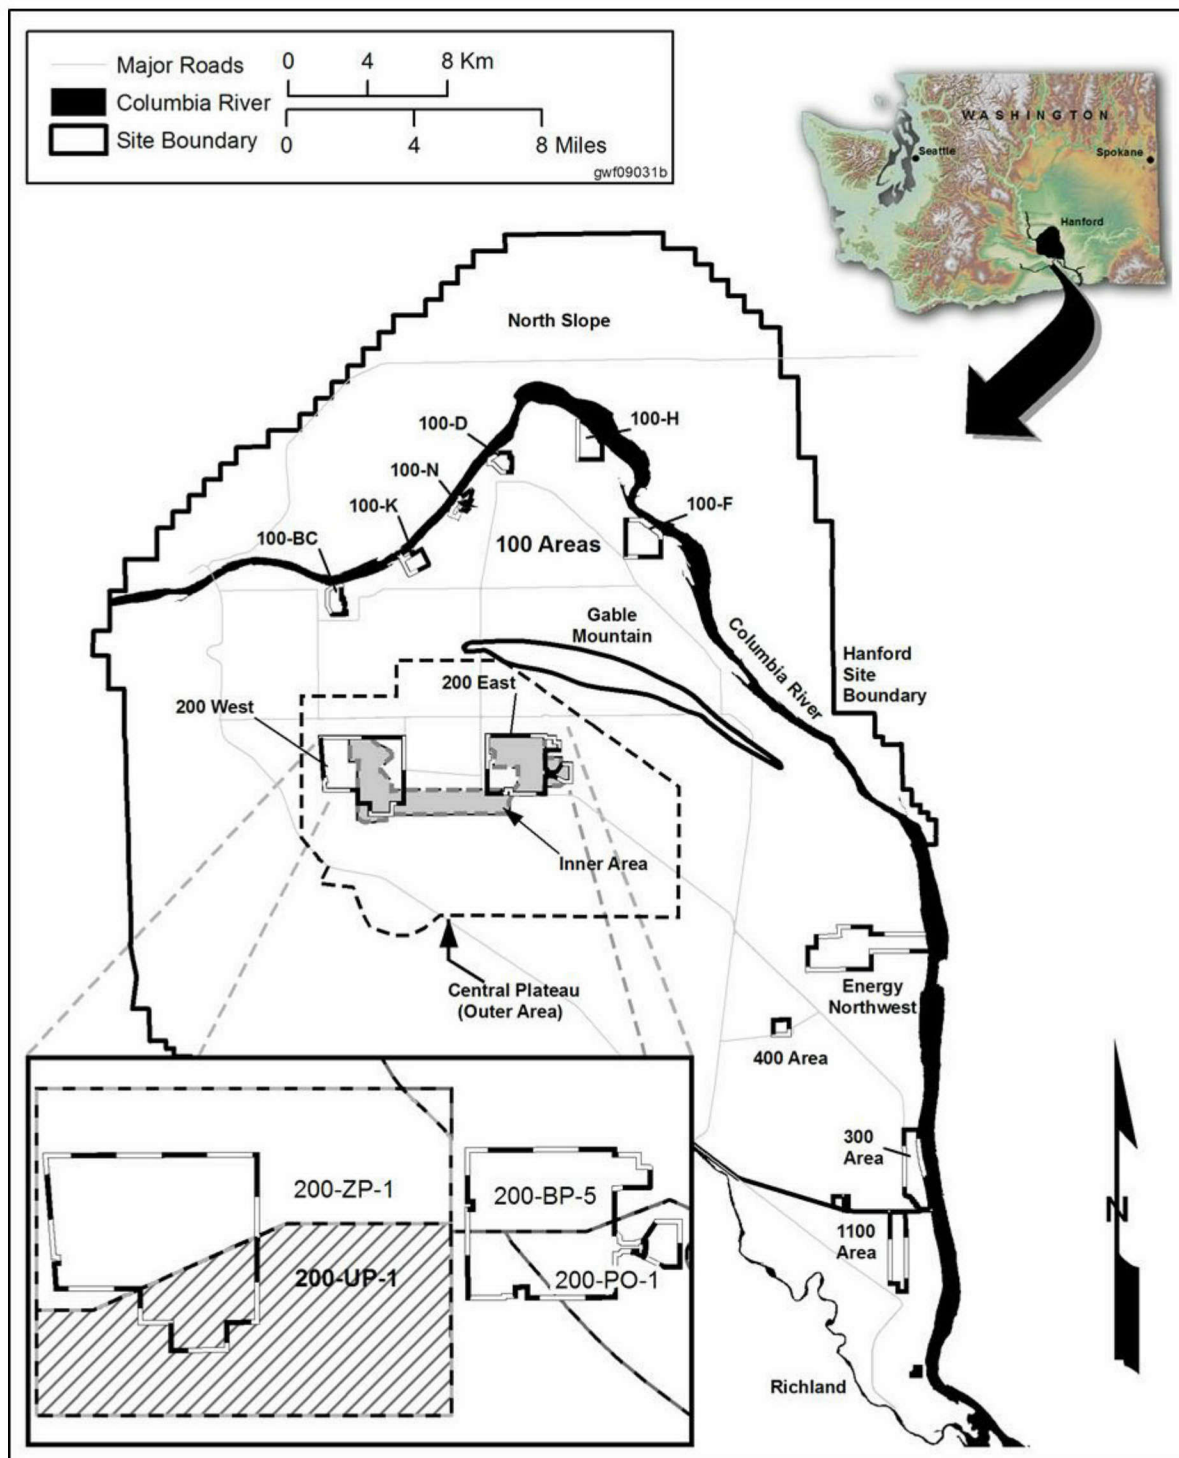 Major Roads
0 4 8 Km
Columbia River
Site Boundary
0 4 8 Miles
gwf09031b
WASHINGTON
Seattle
Spokane
Hanford
North Slope
100-D
100-H
100-N
100-K
100-F
100-BC
100 Areas
Gable
Mountain
Columbia River
Hanford
Site
Boundary
200 East
200 West
Inner Area
Central Plateau
(Outer Area)
Energy
Northwest
400 Area
300
Area
1100
Area
Richland
N
200-ZP-1
200-BP-5
200-UP-1
200-PO-1